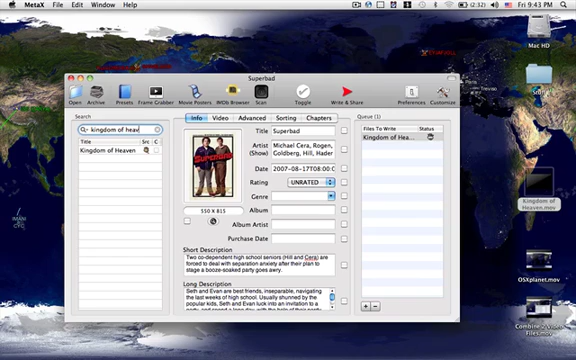 MetaX File Edit Window Help
(2:32) Fri 9:43 PM
Mac HD
Superbad
Open Archive Presets Frame Grabber Movie Posters IMDb Browser Scan Toggle Write & Share Preferences Customize
Search
kingdom of heav
Title Src C
Kingdom of Heaven
Info Video Advanced Sorting Chapters
Superbad
550 X 815
Title Superbad
Artist (Show) Michael Cera, Rogen,
Goldberg, Hill, Hader
Date 2007-08-17T08:00:0
Rating UNRATED
Genre
Album
Album Artist
Purchase Date
Short Description
Two co-dependent high school seniors (Hill and Cera) are
forced to deal with separation anxiety after their plan to
stage a booze-soaked party goes awry.
Long Description
Seth and Evan are best friends, inseparable, navigating
the last weeks of high school. Usually shunned by the
popular kids, Seth and Evan luck into an invitation to a
Queue (1)
Files To Write Status
Kingdom of Hea...
Kingdom of
Heaven.mov
OSXplanet.mov
Combine 2 Video
Files.mov